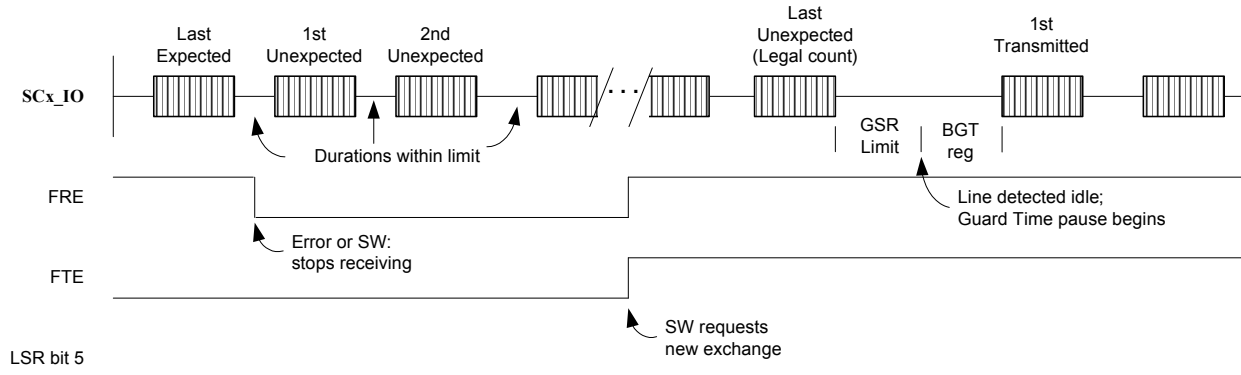 Last
Expected
1st
Unexpected
2nd
Unexpected
Last
Unexpected
(Legal count)
1st
Transmitted
SCx_IO
. . .
Durations within limit
GSR
Limit
BGT
reg
FRE
Line detected idle;
Guard Time pause begins
Error or SW:
stops receiving
FTE
SW requests
new exchange
LSR bit 5